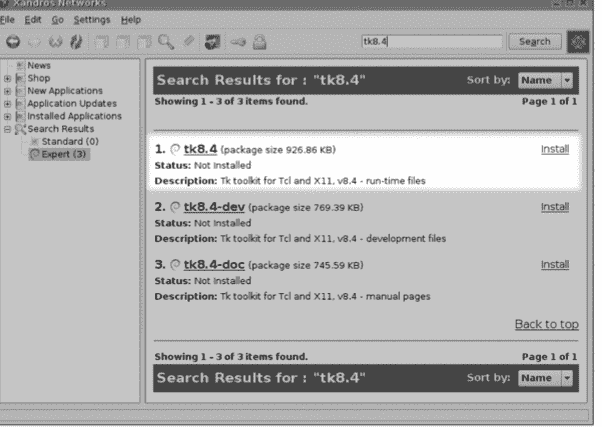 Xandros Networks
File Edit Go Settings Help
tk8.4 Search
News
Shop
New Applications
Application Updates
Installed Applications
Search Results
Standard (0)
Expert (3)
Search Results for : "tk8.4" Sort by: Name
Showing 1 - 3 of 3 items found. Page 1 of 1
1. tk8.4 (package size 926.86 KB) Install
Status: Not Installed
Description: Tk toolkit for Tcl and X11, v8.4 - run-time files
2. tk8.4-dev (package size 769.39 KB) Install
Status: Not Installed
Description: Tk toolkit for Tcl and X11, v8.4 - development files
3. tk8.4-doc (package size 745.59 KB) Install
Status: Not Installed
Description: Tk toolkit for Tcl and X11, v8.4 - manual pages
Back to top
Showing 1 - 3 of 3 items found. Page 1 of 1
Search Results for : "tk8.4" Sort by: Name